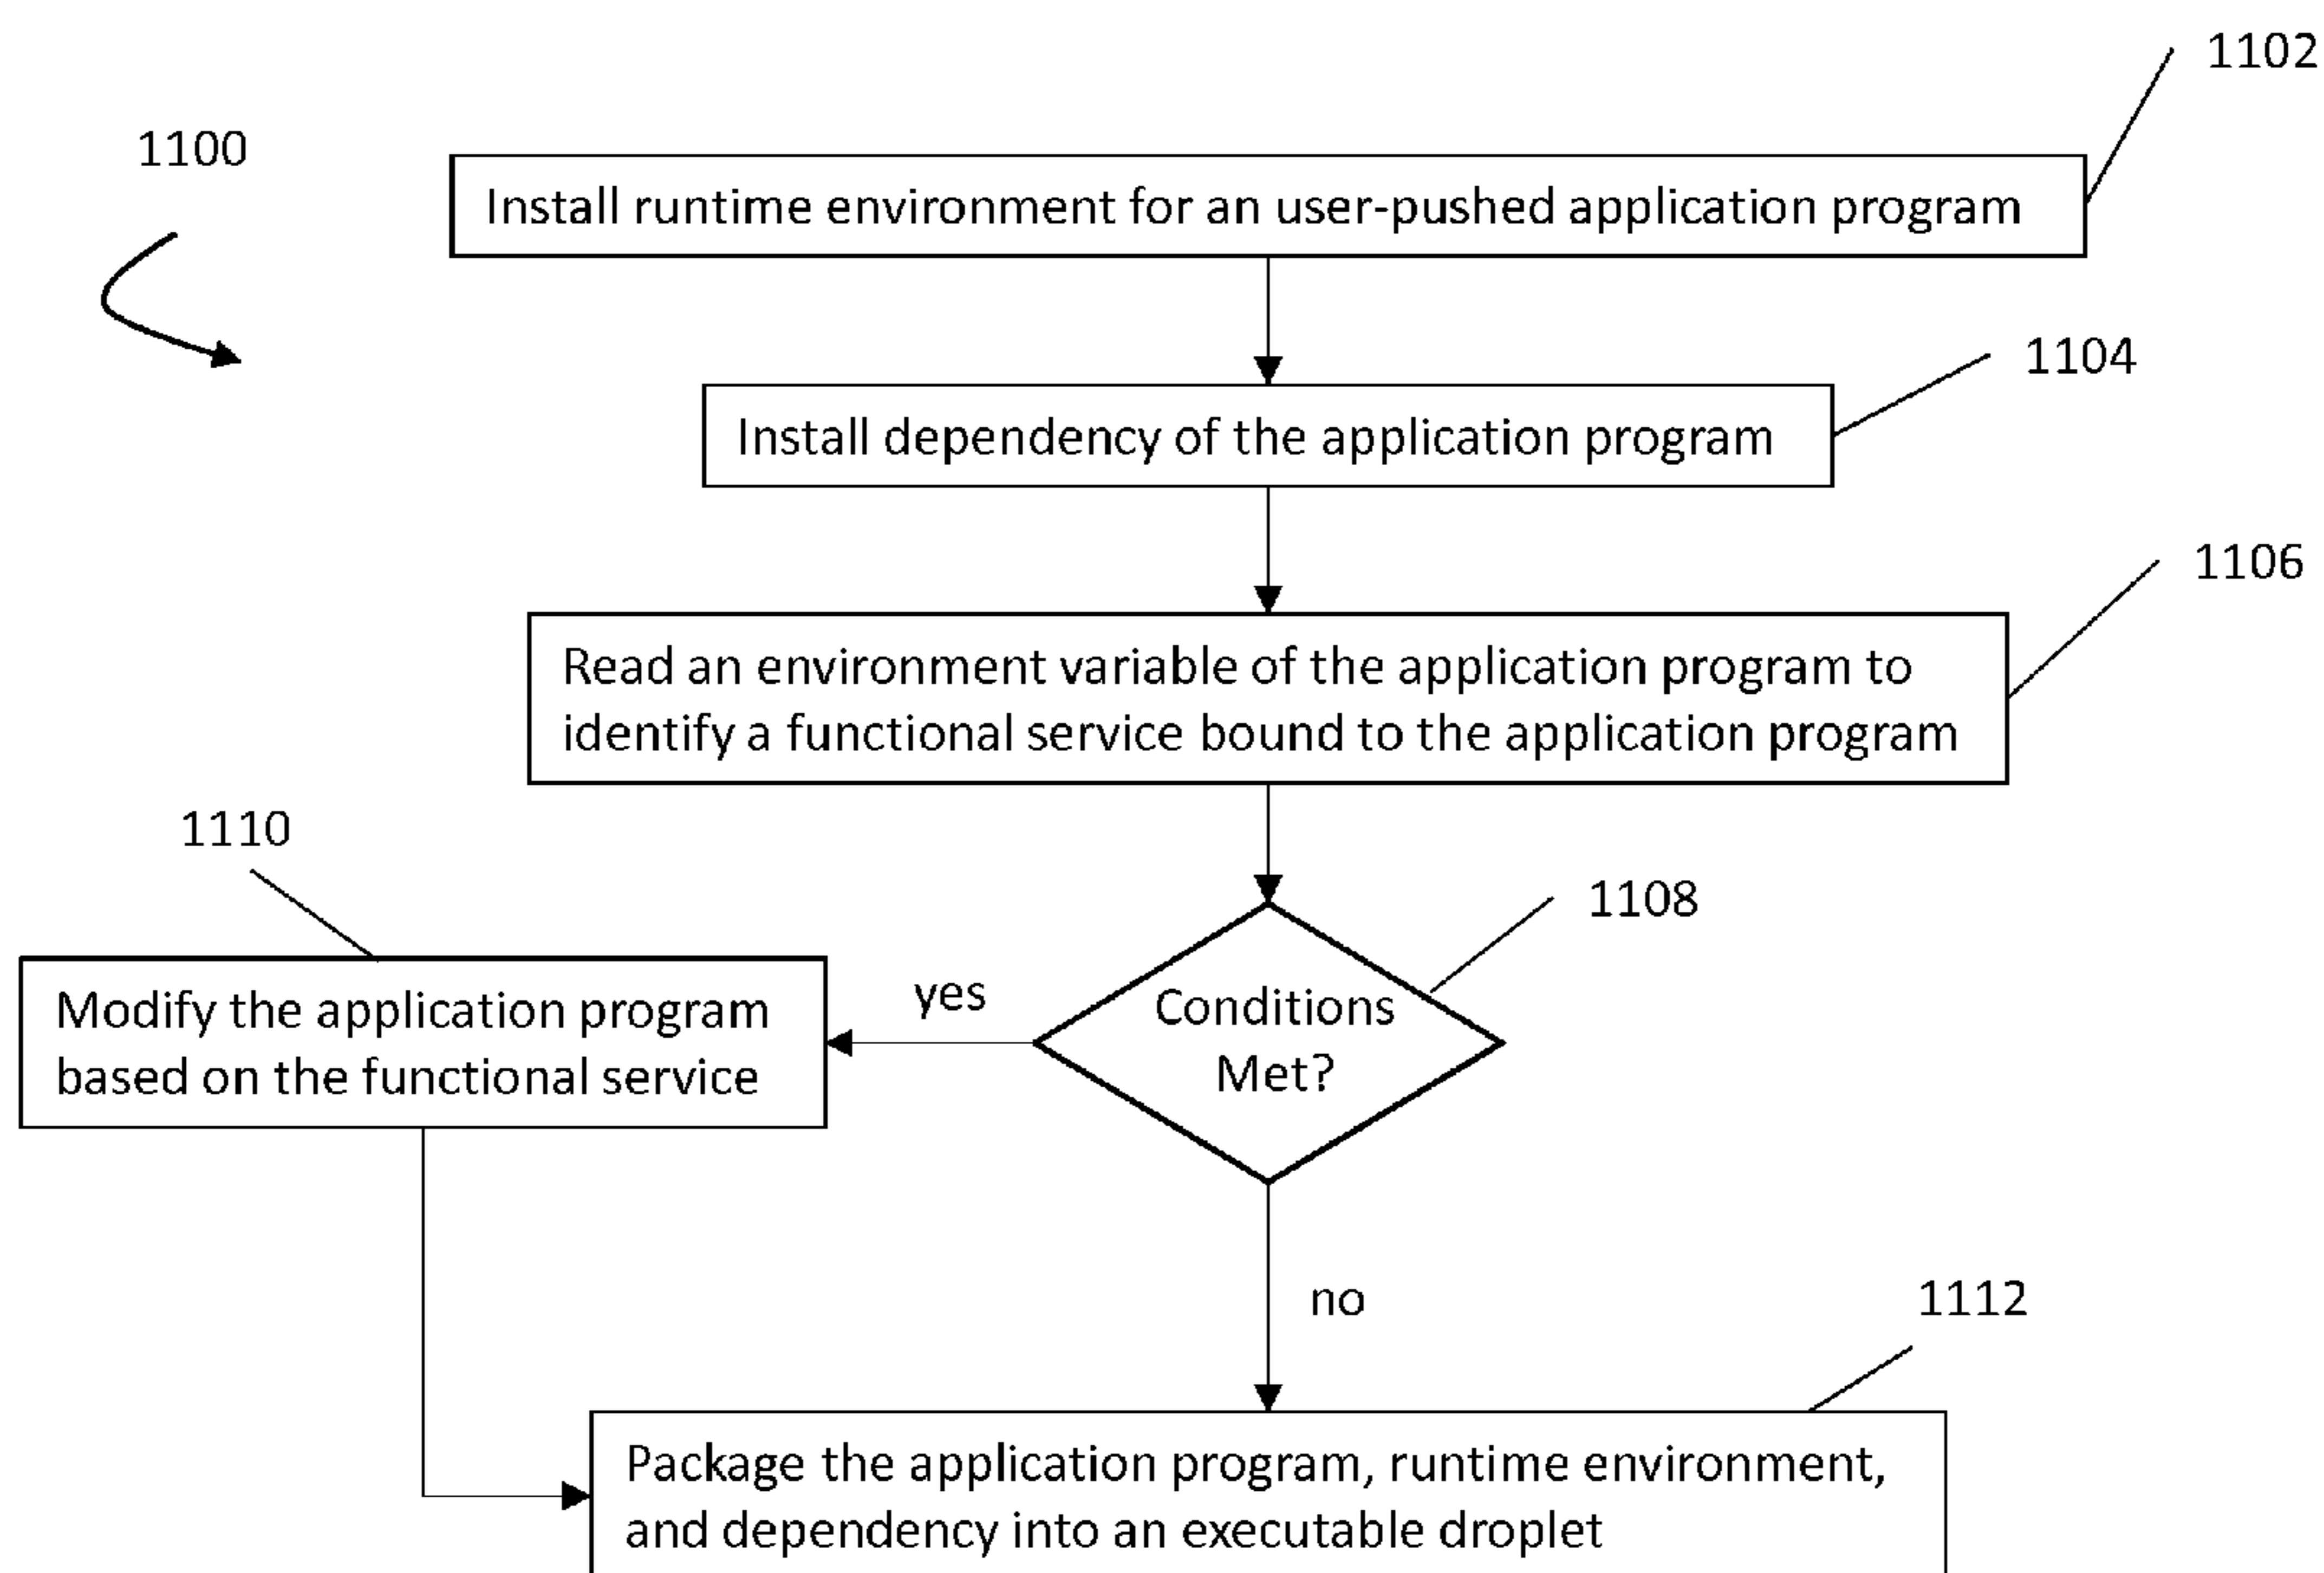 1102
1100
Install runtime environment for an user-pushed application program
1104
Install dependency of the application program
1106
Read an environment variable of the application program to
identify a functional service bound to the application program
1110
1108
Modify the application program
based on the functional service
yes
Conditions
Met?
no
1112
Package the application program, runtime environment,
and dependency into an executable droplet